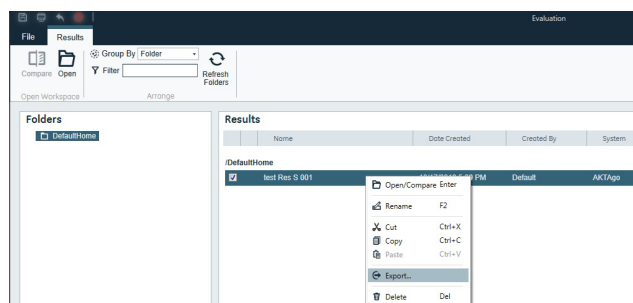 Evaluation
File Results
Compare Open
Group By Folder
Filter
Refresh
Folders
Open Workspace
Arrange
Folders
DefaultHome
Results
Name Date Created Created By System
/DefaultHome
test Res S 001 PM Default AKTAgo
Open/Compare Enter
Rename F2
Cut Ctrl+X
Copy Ctrl+C
Paste Ctrl+V
Export...
Delete Del